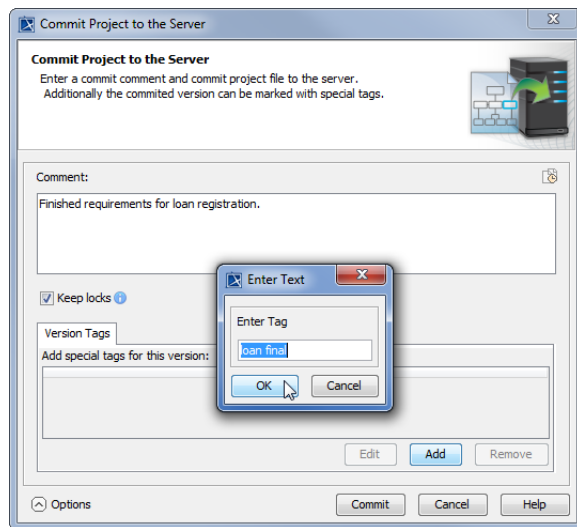 Commit Project to the Server
Commit Project to the Server
Enter a commit comment and commit project file to the server.
Additionally the commited version can be marked with special tags.
Comment:
Finished requirements for loan registration.
Enter Text
Keep locks
Enter Tag
Version Tags
Add special tags for this version:
loan final
OK
Cancel
Edit
Add
Remove
Options
Commit
Cancel
Help